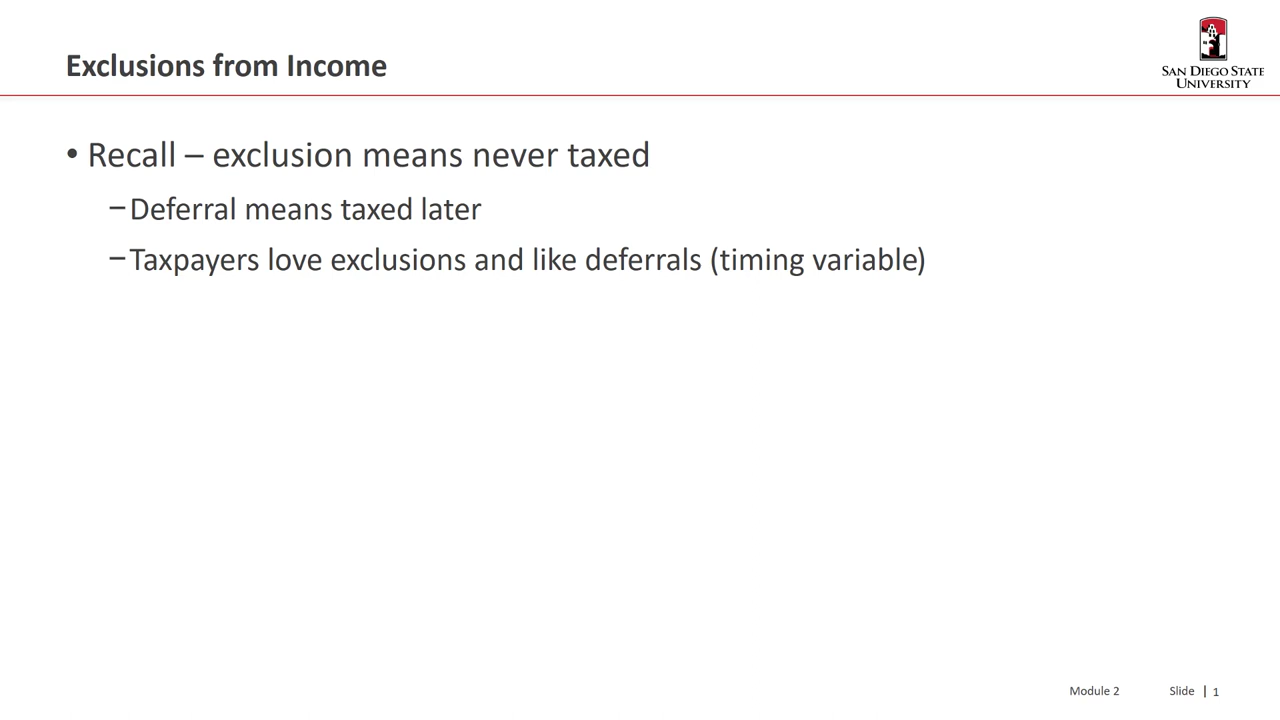 Exclusions from Income
SAN DIEGO STATE
UNIVERSITY
• Recall – exclusion means never taxed
– Deferral means taxed later
– Taxpayers love exclusions and like deferrals (timing variable)
Module 2 Slide | 1